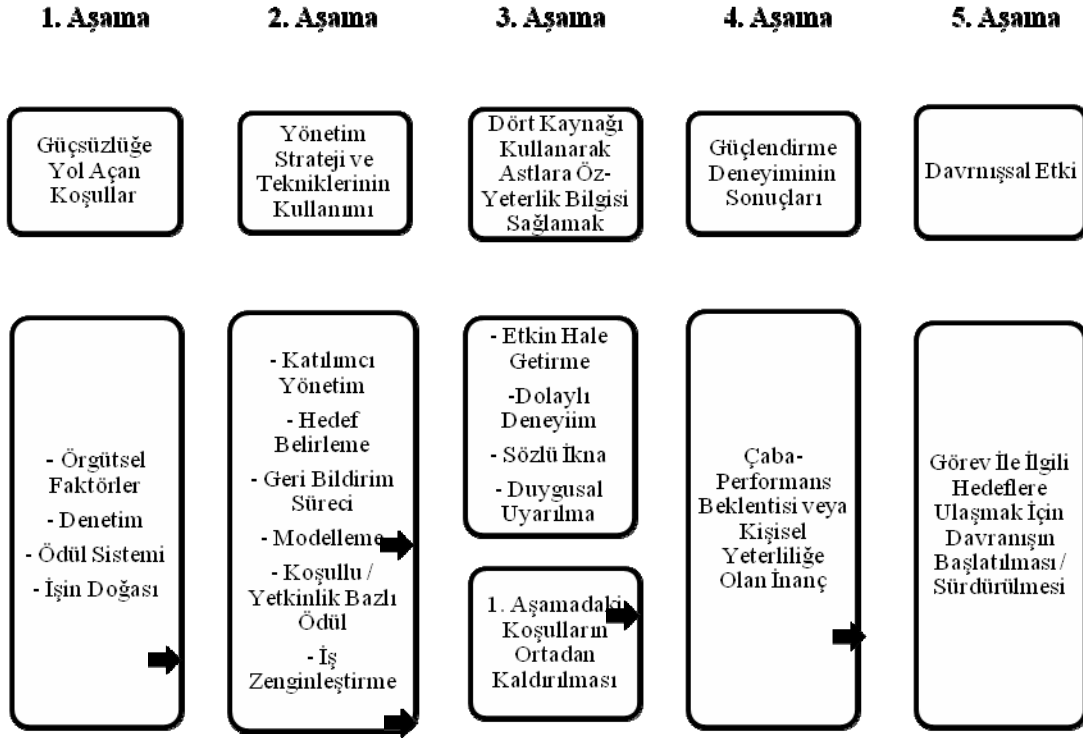 1. Aşama
2. Aşama
3. Aşama
4. Aşama
5. Aşama
Güçsüzlüğe
Yol Açan
Koşullar
Yönetim
Strateji ve
Tekniklerinin
Kullanımı
Dört Kaynağı
Kullanarak
Astlara Öz-
Yeterlik Bilgisi
Sağlamak
Güçlendirme
Deneyiminin
Sonuçları
Davrnışsal Etki
- Örgütsel
Faktörler
- Denetim
- Ödül Sistemi
- İşin Doğası
- Katılımcı
Yönetim
- Hedef
Belirleme
- Geri Bildirim
Süreci
- Modelleme
- Koşullu /
Yetkinlik Bazlı
Ödül
- İş
Zenginleştirme
- Etkin Hale
Getirme
-Dolaylı
Deneyiim
- Sözlü İkna
- Duygusal
Uyarılma
1. Aşamadaki
Koşulların
Ortadan
Kaldırılması
Çaba-
Performans
Beklentisi veya
Kişisel
Yeterliliğe
Olan İnanç
Görev İle İlgili
Hedeflere
Ulaşmak İçin
Davranışın
Başlatılması /
Sürdürülmesi